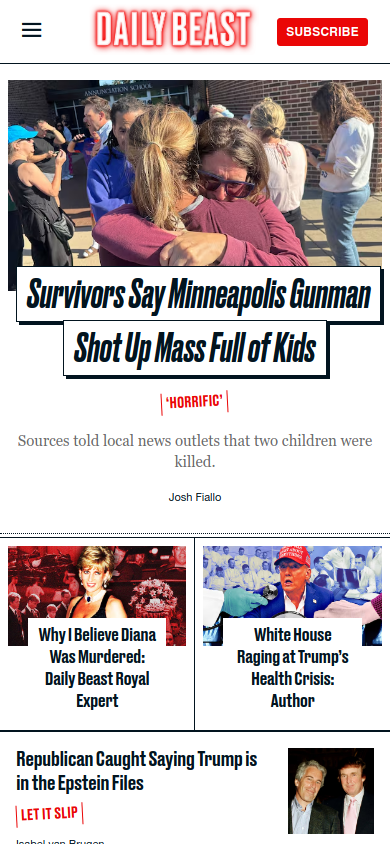 DAILY BEAST
SUBSCRIBE
ANNUNCIATION SCHOOL
Survivors Say Minneapolis Gunman
Shot Up Mass Full of Kids
'HORRIFIC'
Sources told local news outlets that two children were
killed.
Josh Fiallo
Why I Believe Diana
Was Murdered:
Daily Beast Royal
Expert
White House
Raging at Trump's
Health Crisis:
Author
Republican Caught Saying Trump is
in the Epstein Files
LET IT SLIP
Isabel van Brugen